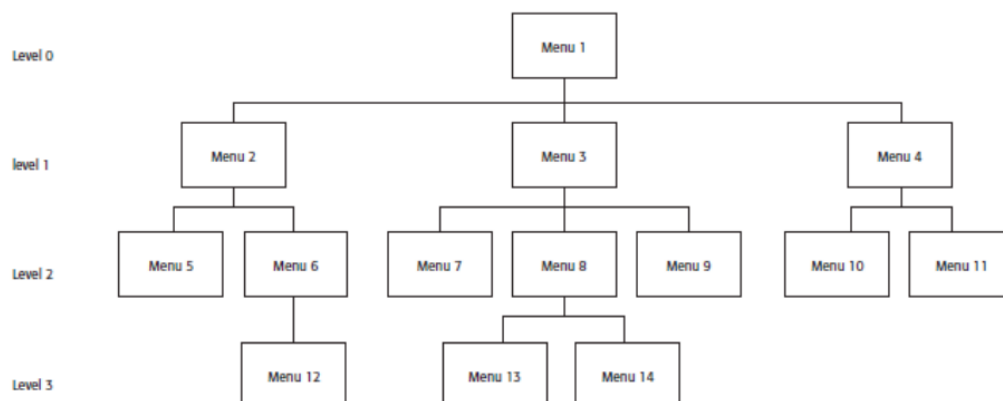 Level 0
Menu 1
level 1
Menu 2
Menu 3
Menu 4
Level 2
Menu 5
Menu 6
Menu 7
Menu 8
Menu 9
Menu 10
Menu 11
Level 3
Menu 12
Menu 13
Menu 14